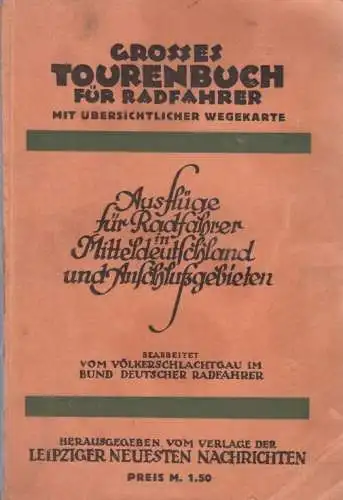 GROSSES
TOURENBUCH
FÜR RADFAHRER
MIT ÜBERSICHTLICHER WEGEKARTE
Ausflüge
für Radfahrer
in
Mitteldeutschland
und Anschlußgebieten
BEARBEITET
VOM VÖLKERSCHLACHTGAU IM
BUND DEUTSCHER RADFAHRER
HERAUSGEGEBEN VOM VERLAGE DER
LEIPZIGER NEUESTEN NACHRICHTEN
PREIS M. 1.50